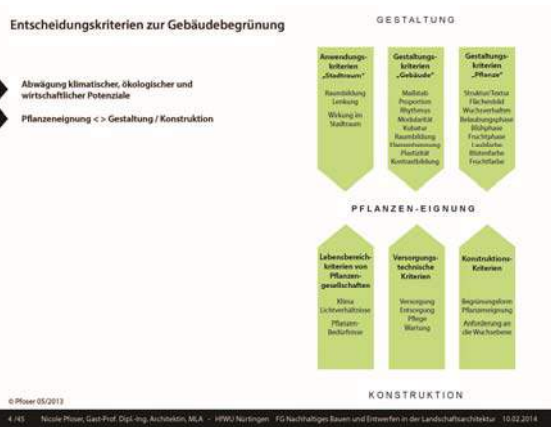 Entscheidungskriterien zur Gebäudebegrünung
Abwägung klimatischer, ökologischer und
wirtschaftlicher Potenziale
Pflanzeneignung < > Gestaltung / Konstruktion
GESTALTUNG
Anwendungs-
kriterien
„Stadtraum“
Raumbildung
Lenkung
Wirkung im
Stadtraum
Gestaltungs-
kriterien
„Gebäude“
Maßstab
Proportion
Rhythmus
Modularität
Kubatur
Raumbildung
Plastizität
Kontrastbildung
Gestaltungs-
kriterien
„Pflanze“
Struktur/Textur
Flächenbild
Wuchsverhalten
Belaubungsphase
Blühphase
Fruchtphase
Laubfarbe
Blütenfarbe
Fruchtfarbe
PFLANZEN-EIGNUNG
Lebensbereich-
kriterien von
Pflanzen-
gesellschaften
Klima
Lichtverhältnisse
Pflanzen-
Bedürfnisse
Versorgungs-
technische
Kriterien
Versorgung
Entsorgung
Pflege
Wartung
Konstruktions-
Kriterien
Begrünungsform
Pflanzeneignung
Anforderung an
die Wuchsebene
KONSTRUKTION
© Pfoser 05/2013
4 /45 Nicole Pfoser, Gast-Prof. Dipl.-Ing. Architektin, MLA - HfWU Nürtingen FG Nachhaltiges Bauen und Entwerfen in der Landschaftsarchitektur 10.02.2014